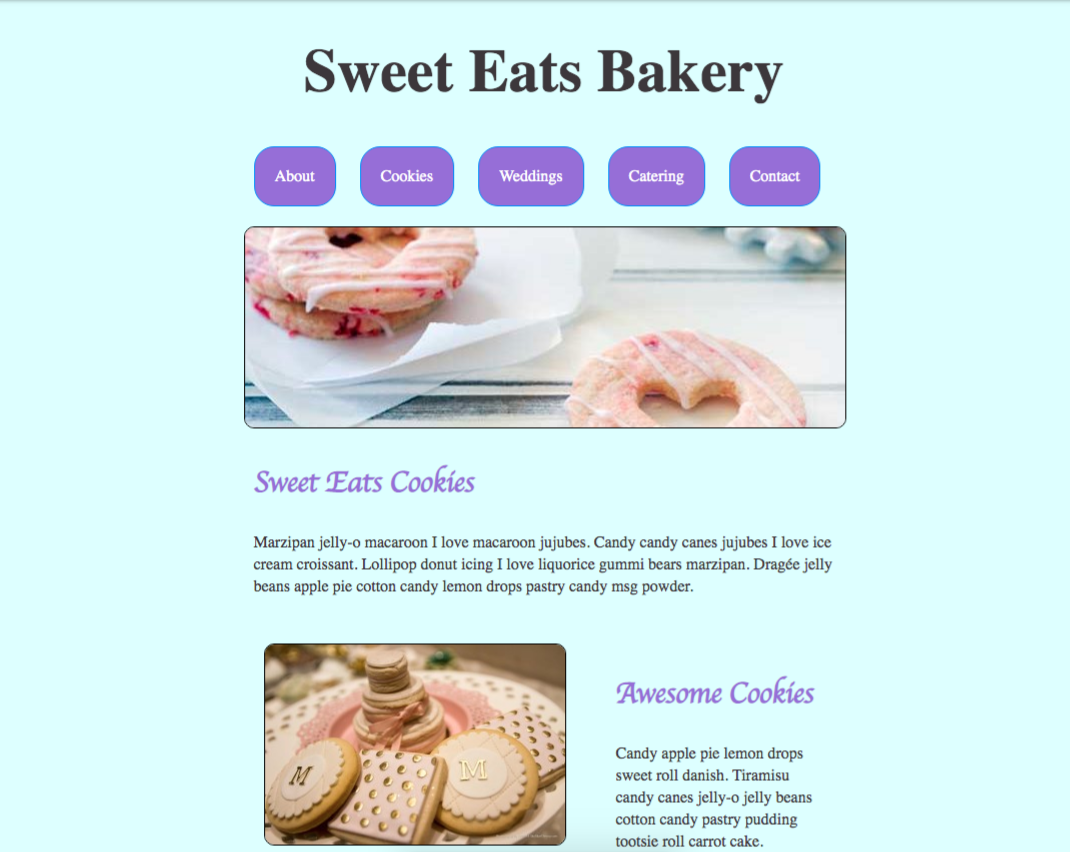 Sweet Eats Bakery
About
Cookies
Weddings
Catering
Contact
Sweet Eats Cookies
Marzipan jelly-o macaroon I love macaroon jujubes. Candy candy canes jujubes I love ice
cream croissant. Lollipop donut icing I love liquorice gummi bears marzipan. Dragée jelly
beans apple pie cotton candy lemon drops pastry candy msg powder.
M
M
Awesome Cookies
Candy apple pie lemon drops
sweet roll danish. Tiramisu
candy canes jelly-o jelly beans
cotton candy pastry pudding
tootsie roll carrot cake.